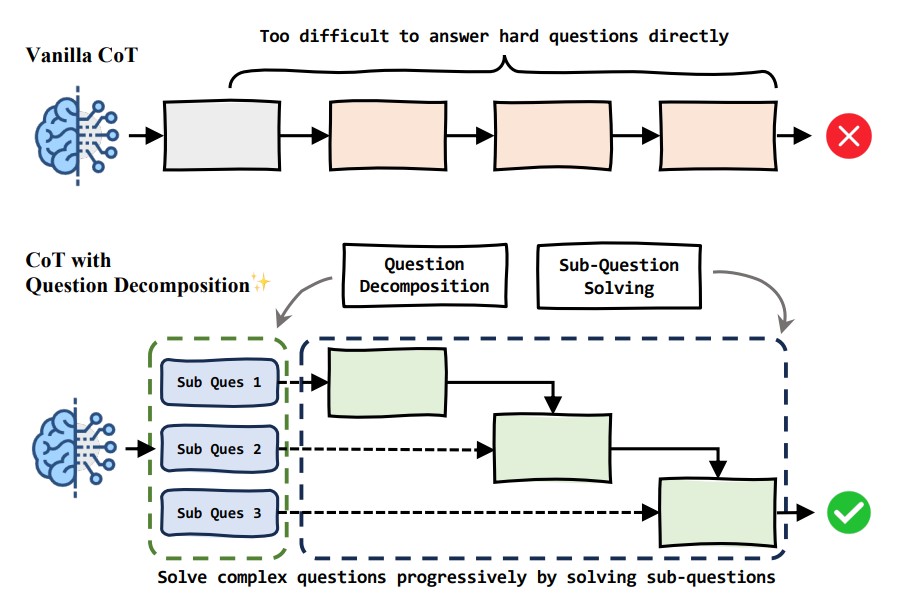 Too difficult to answer hard questions directly
Vanilla CoT
CoT with
Question Decomposition
Question
Decomposition
Sub-Question
Solving
Sub Ques 1
Sub Ques 2
Sub Ques 3
Solve complex questions progressively by solving sub-questions